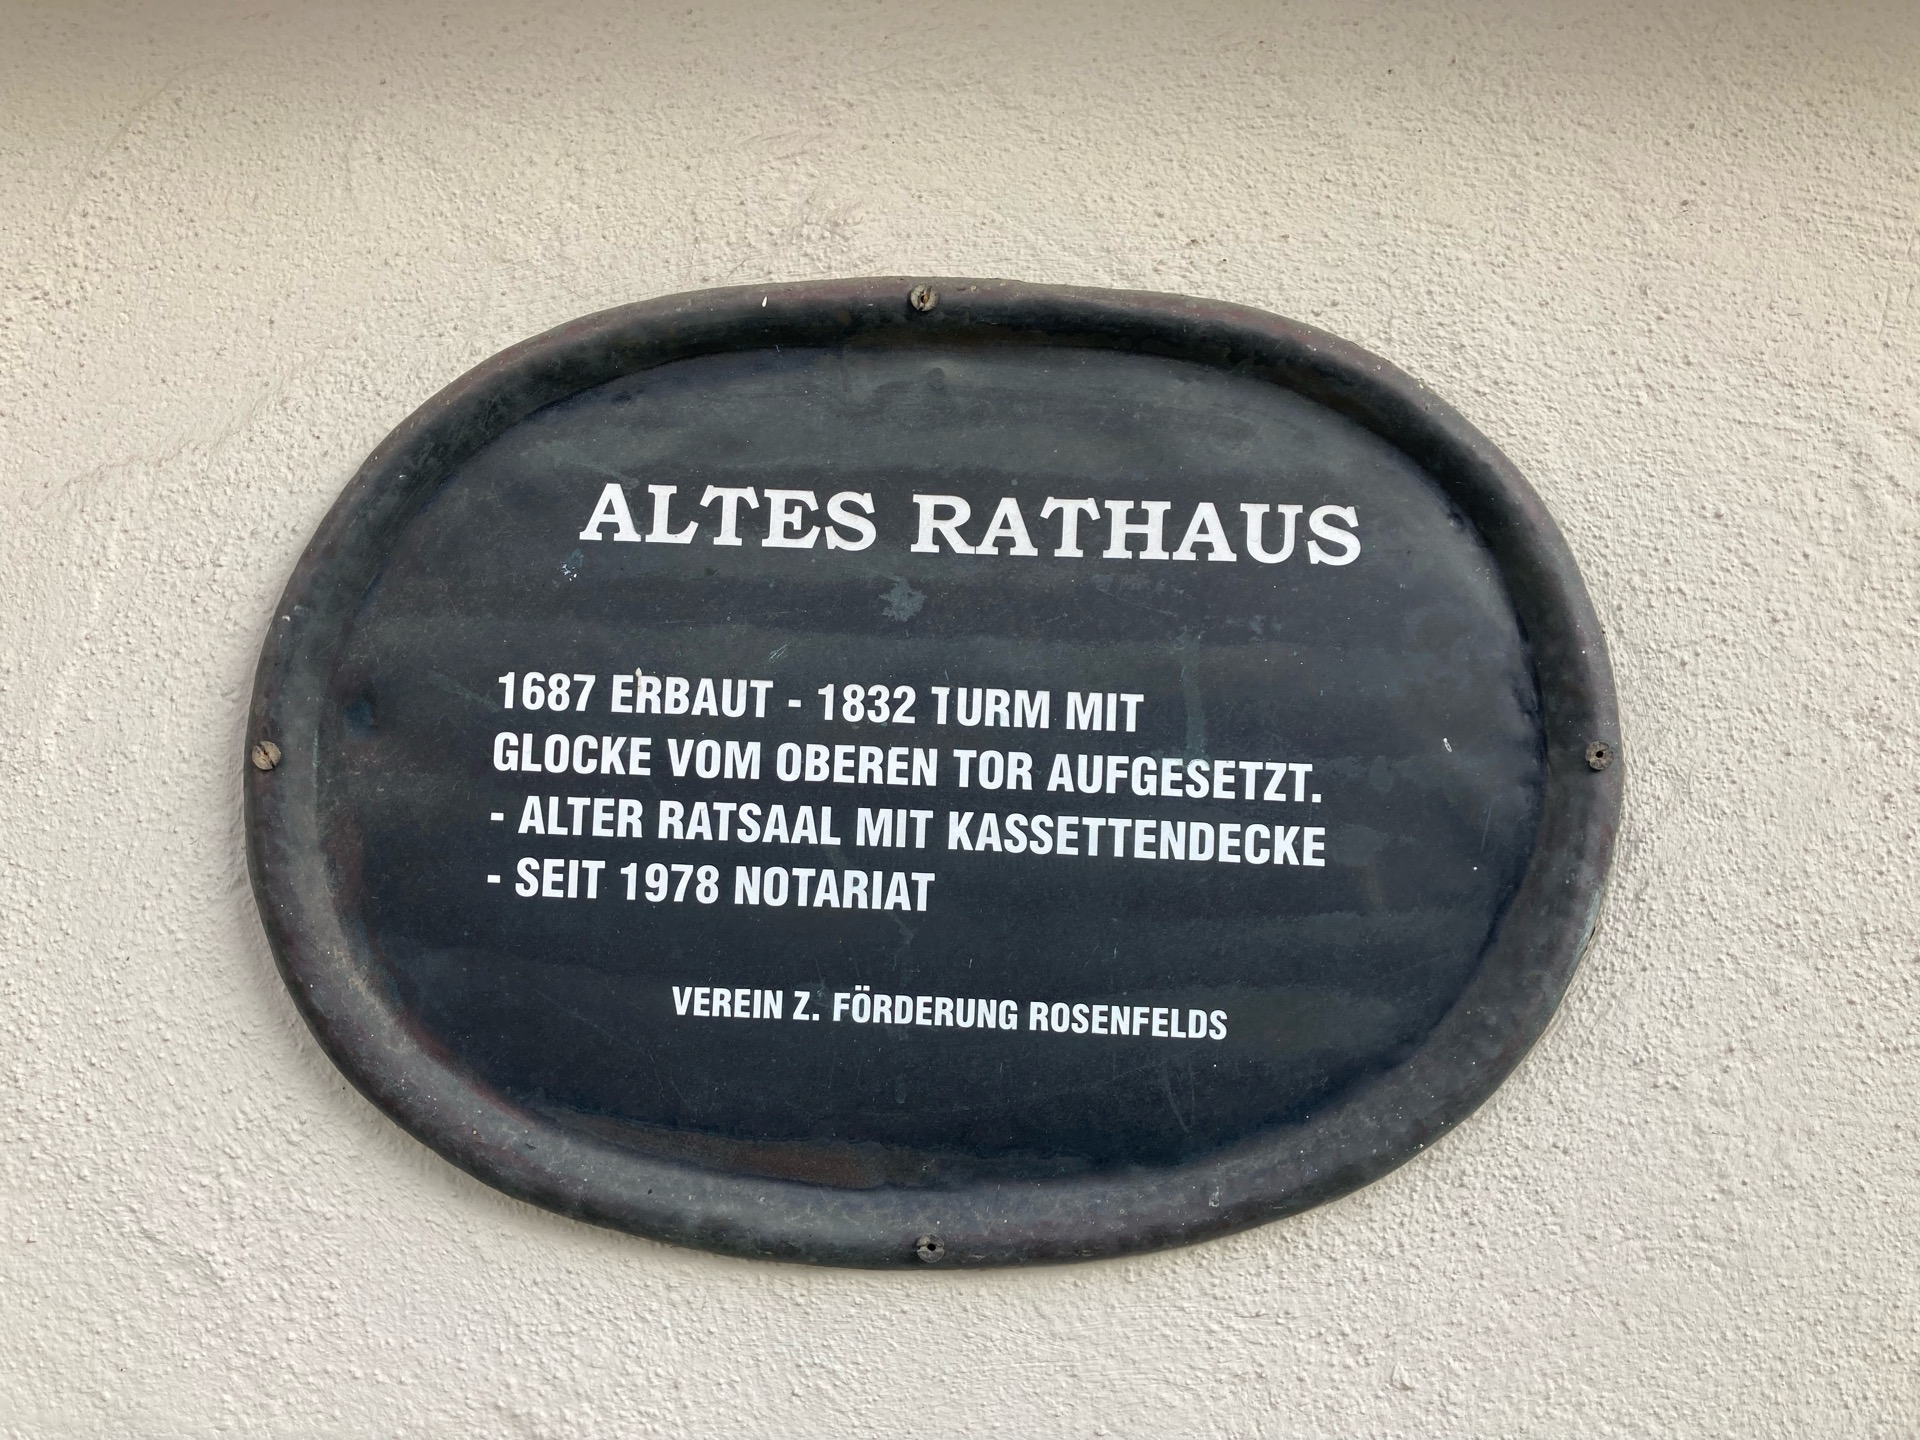 ALTES RATHAUS
1687 ERBAUT - 1832 TURM MIT
GLOCKE VOM OBEREN TOR AUFGESETZT.
- ALTER RATSAAL MIT KASSETTENDECKE
- SEIT 1978 NOTARIAT
VEREIN Z. FÖRDERUNG ROSENFELDS